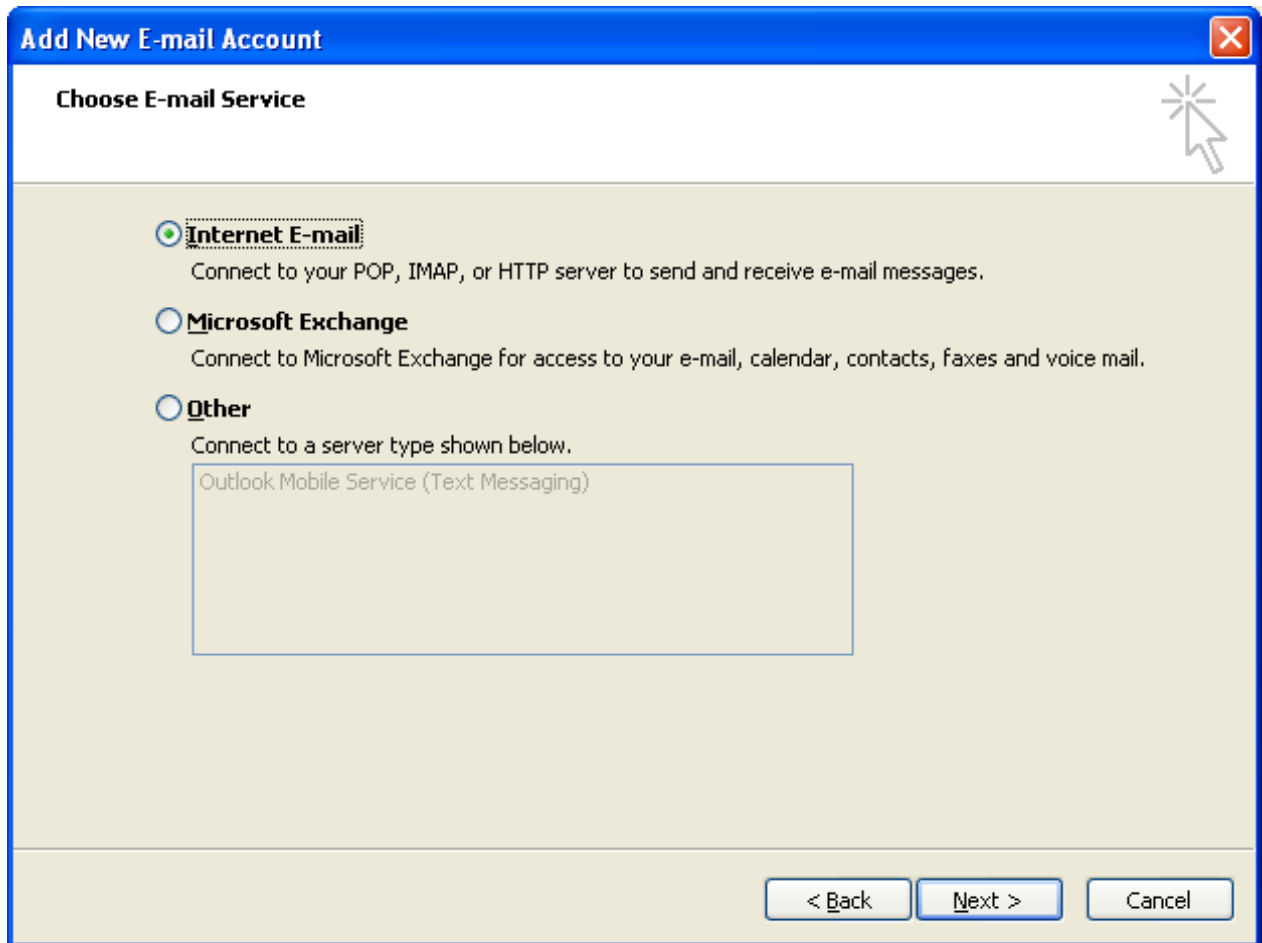 Add New E-mail Account
Choose E-mail Service
Internet E-mail
Connect to your POP, IMAP, or HTTP server to send and receive e-mail messages.
Microsoft Exchange
Connect to Microsoft Exchange for access to your e-mail, calendar, contacts, faxes and voice mail.
Other
Connect to a server type shown below.
Outlook Mobile Service (Text Messaging)
< Back Next > Cancel